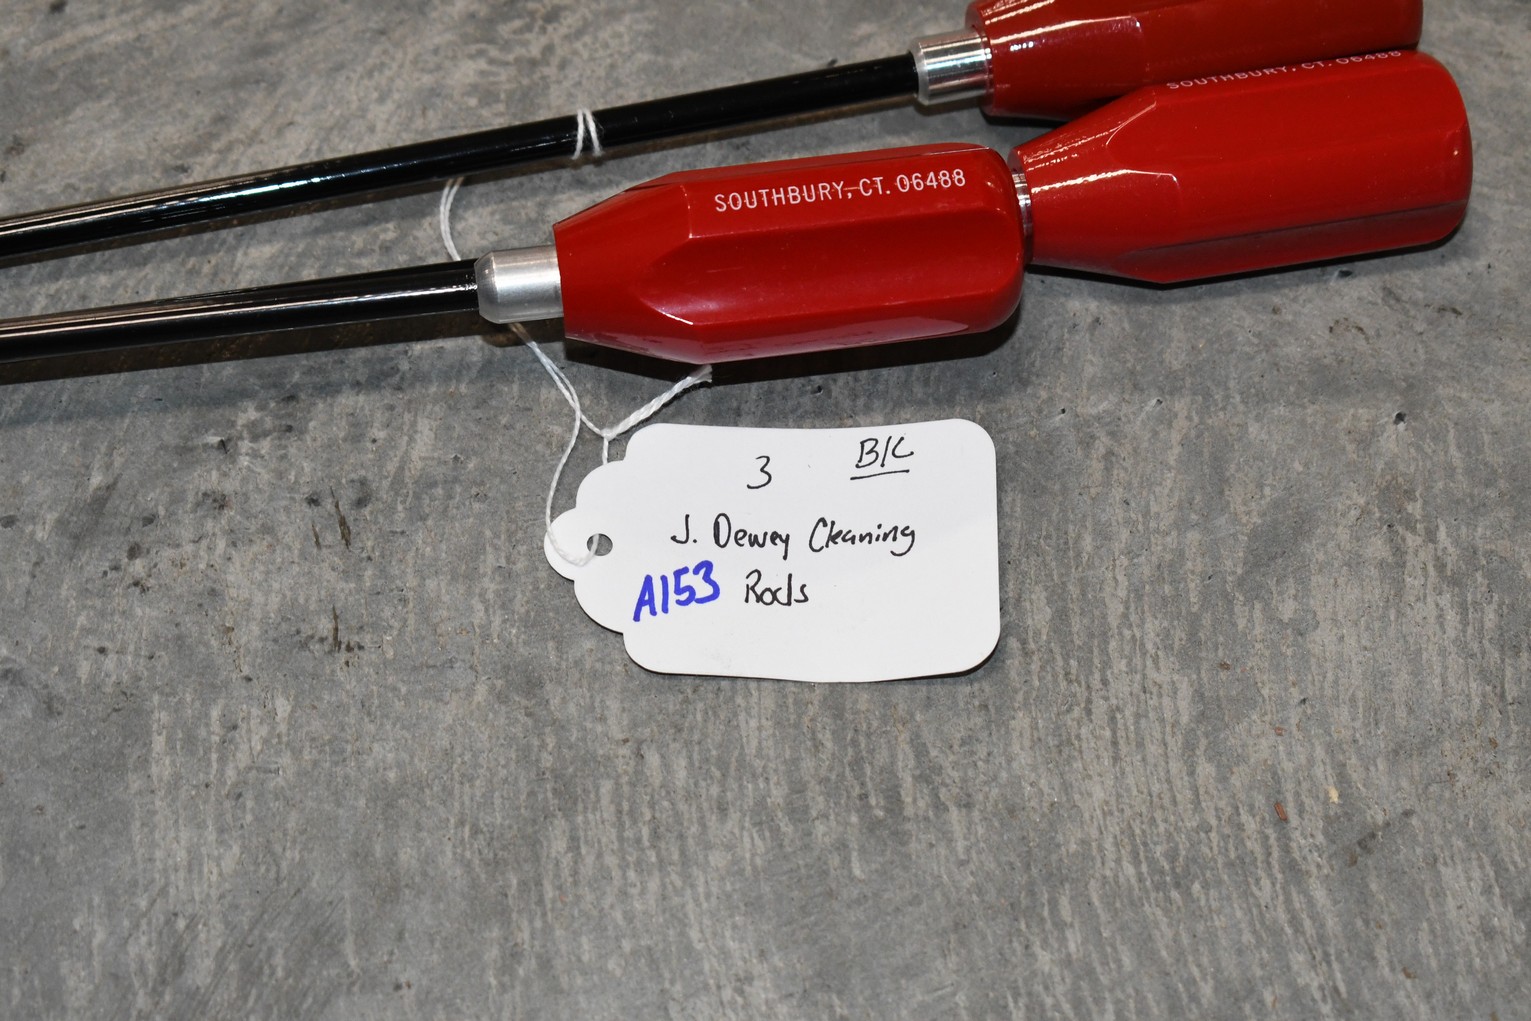 SOUTHBURY, CT. 06488
SOUTHBURY, CT. 06488
3 B/C
J. Dewey Cleaning
A153 Rods